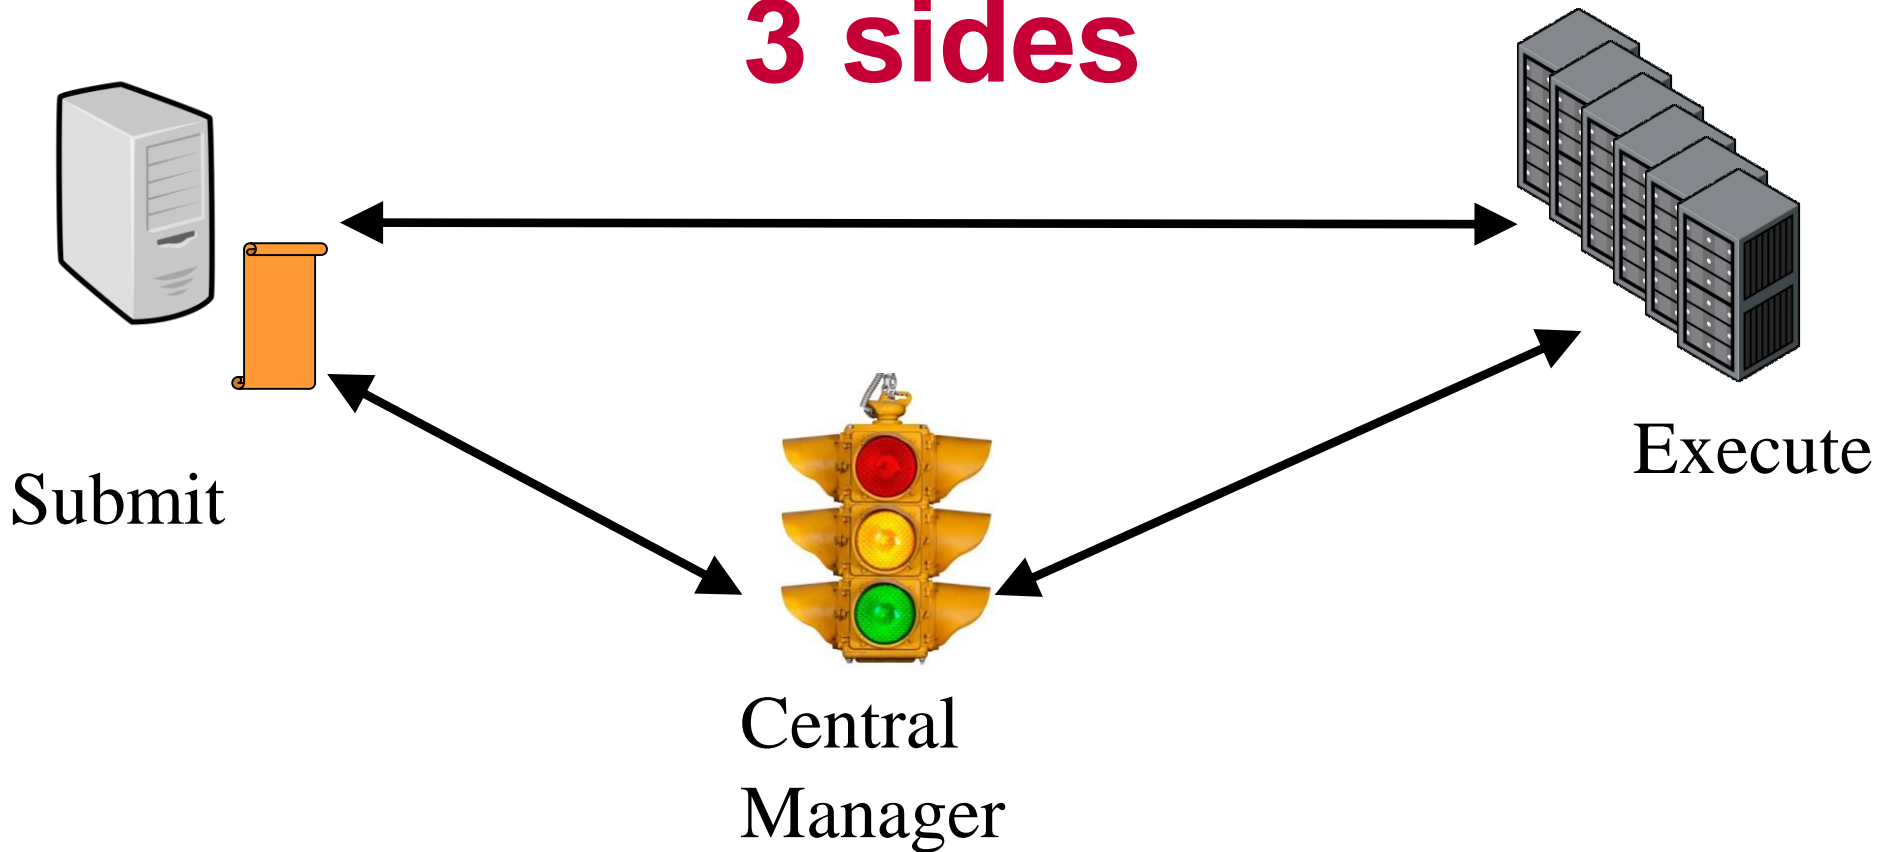 3 sides
Submit
Execute
Central
Manager